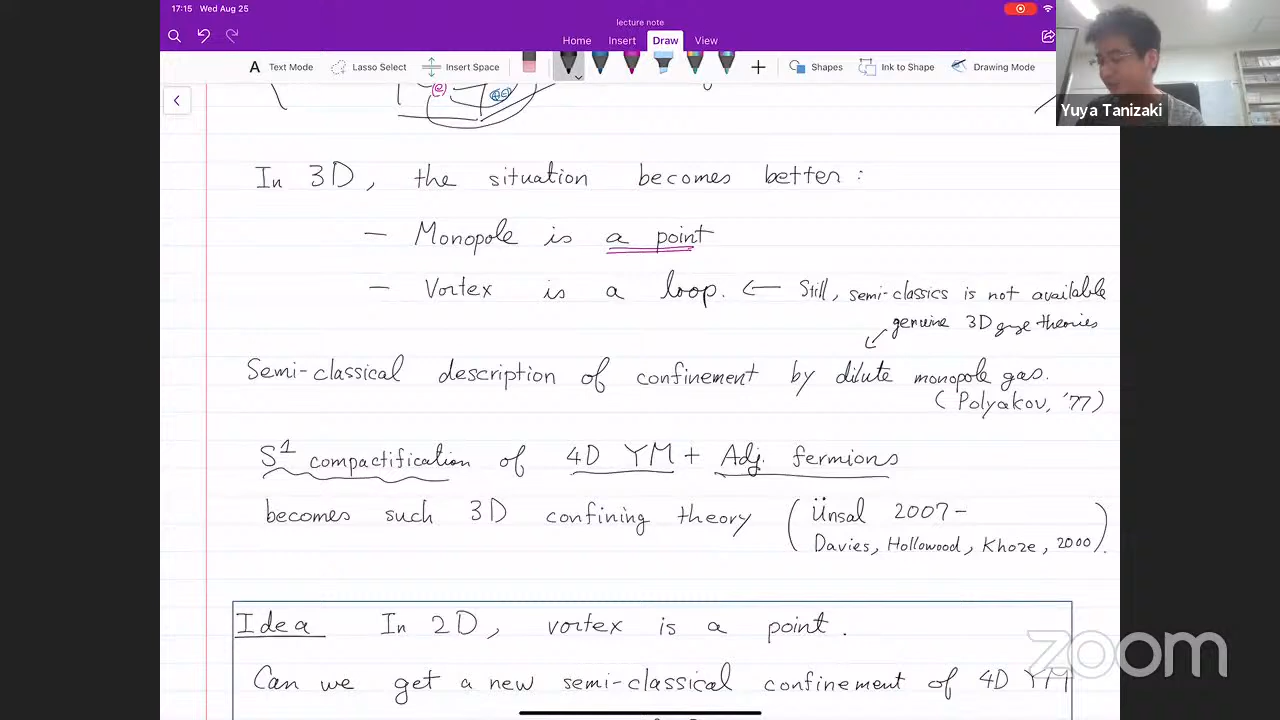 17:15 Wed Aug 25
lecture note
Home Insert Draw View
Text Mode Lasso Select Insert Space Shapes Ink to Shape Drawing Mode
Yuya Tanizaki
In 3D, the situation becomes better :
— Monopole is a point
— Vortex is a loop. ← Still, semi-classics is not available
genuine 3D gauge theories
Semi-classical description of confinement by dilute monopole gas.
(Polyakov, '77)
S¹ compactification of 4D YM + Adj. fermions
becomes such 3D confining theory (Ünsal 2007-
Davies, Hollowood, Khoze, 2000).
Idea In 2D, vortex is a point.
Can we get a new semi-classical confinement of 4D YM
zoom